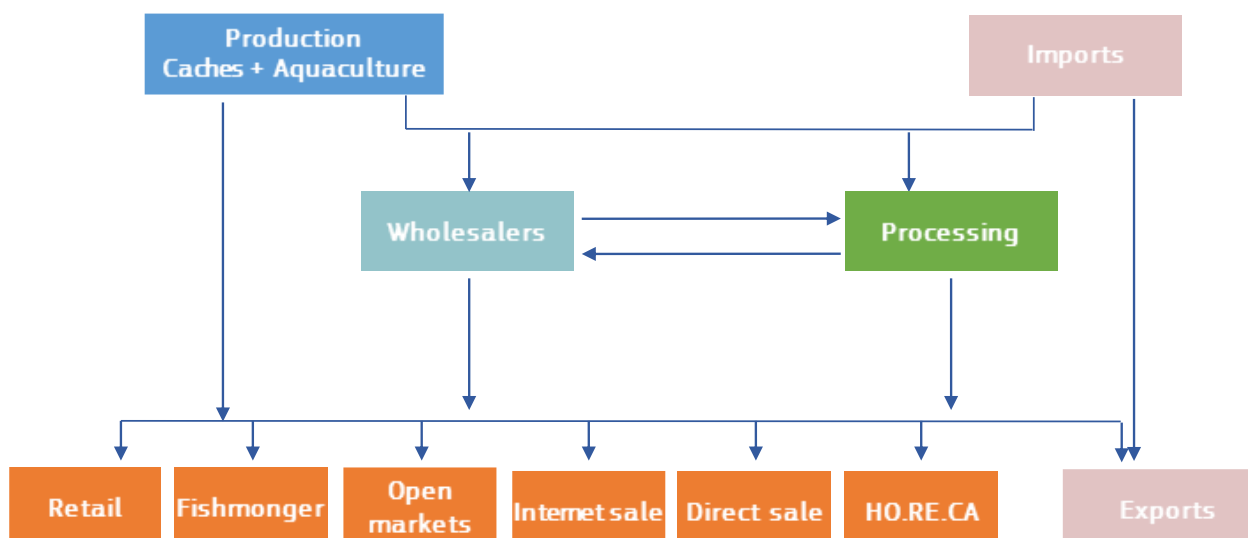 Production
Caches + Aquaculture
Imports
Wholesalers
Processing
Retail
Fishmonger
Open
markets
Internet sale
Direct sale
HO.RE.CA
Exports